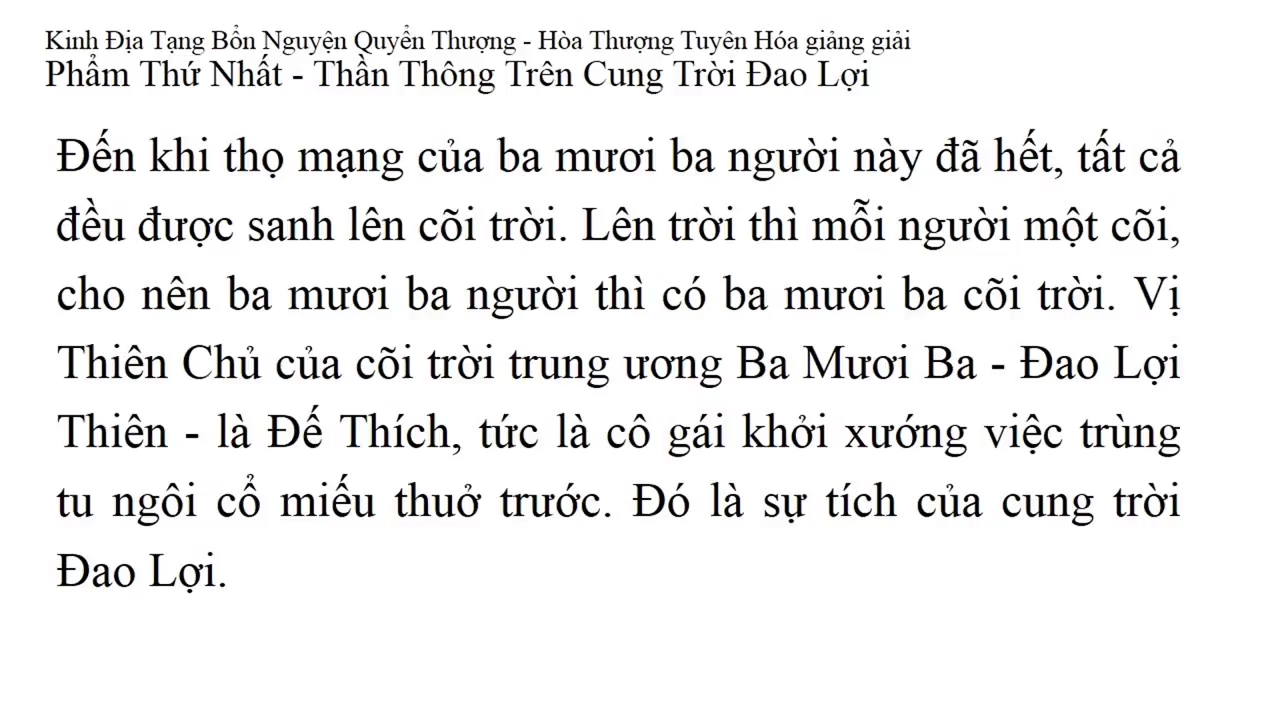 Kinh Địa Tạng Bổn Nguyện Quyển Thượng - Hòa Thượng Tuyên Hóa giảng giải
Phẩm Thứ Nhất - Thần Thông Trên Cung Trời Đao Lợi
Đến khi thọ mạng của ba mươi ba người này đã hết, tất cả
đều được sanh lên cõi trời. Lên trời thì mỗi người một cõi,
cho nên ba mươi ba người thì có ba mươi ba cõi trời. Vị
Thiên Chủ của cõi trời trung ương Ba Mươi Ba - Đao Lợi
Thiên - là Đế Thích, tức là cô gái khởi xướng việc trùng
tu ngôi cổ miếu thuở trước. Đó là sự tích của cung trời
Đao Lợi.